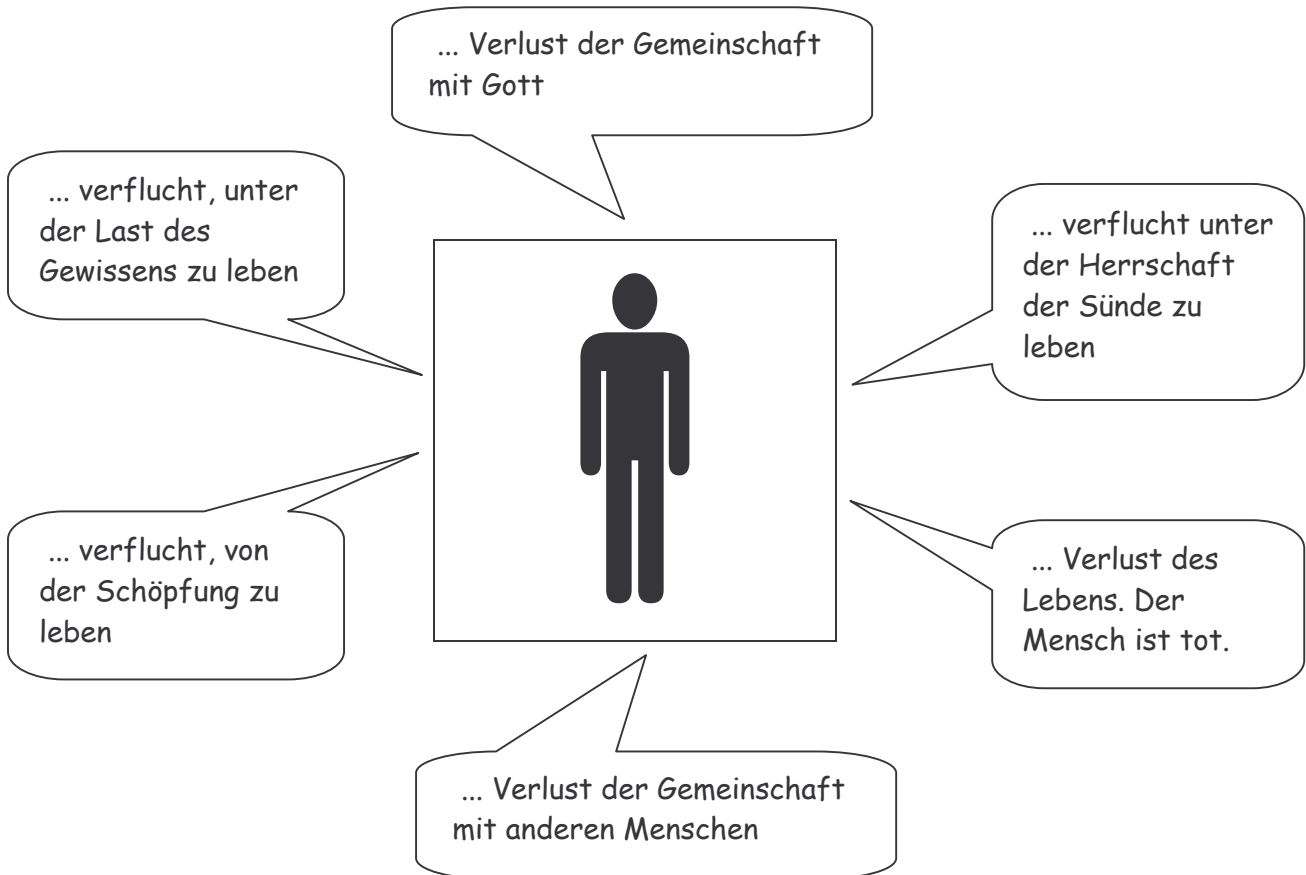 ... Verlust der Gemeinschaft
mit Gott
... verflucht, unter
der Last des
Gewissens zu leben
... verflucht unter
der Herrschaft
der Sünde zu
leben
... verflucht, von
der Schöpfung zu
leben
... Verlust des
Lebens. Der
Mensch ist tot.
... Verlust der Gemeinschaft
mit anderen Menschen